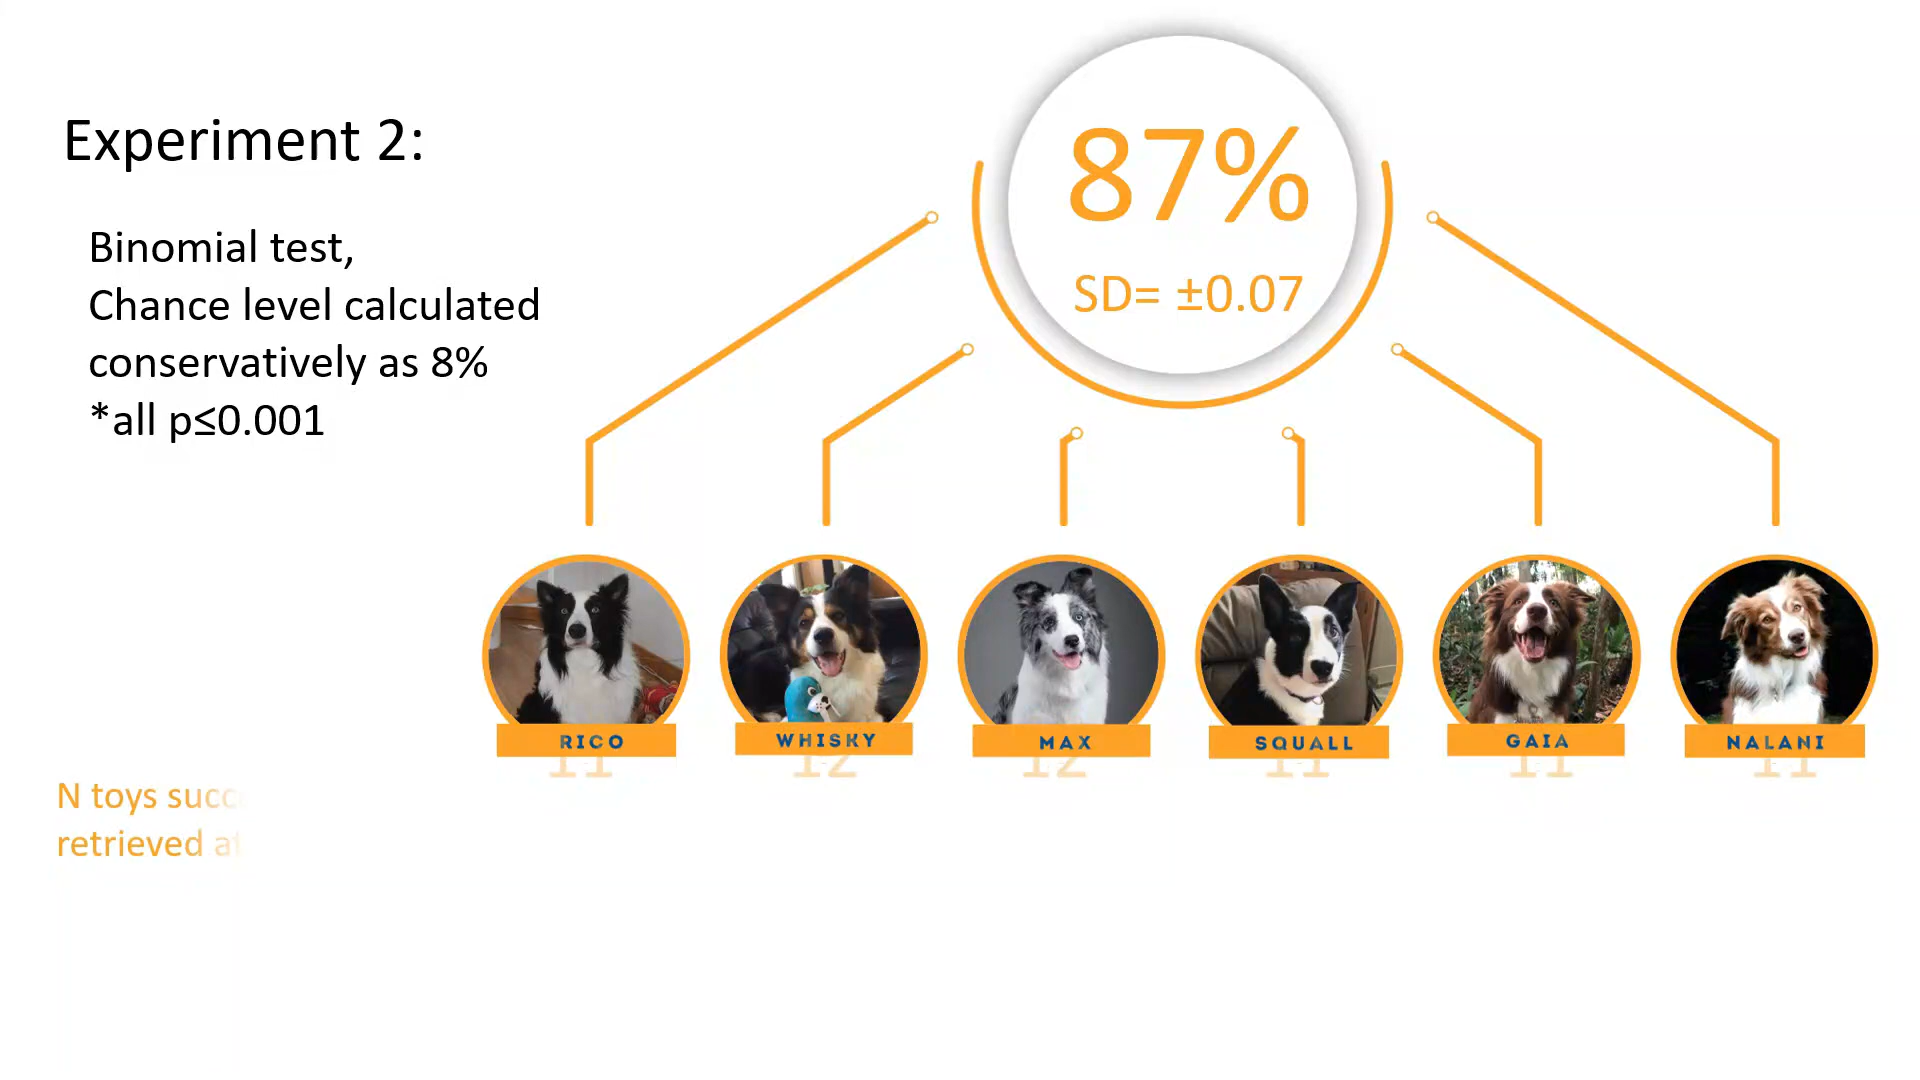 Experiment 2:
87%
SD= ±0.07
Binomial test,
Chance level calculated
conservatively as 8%
*all p≤0.001
RICO
WHISKY
MAX
SQUALL
GAIA
NALANI
N toys
retrieved